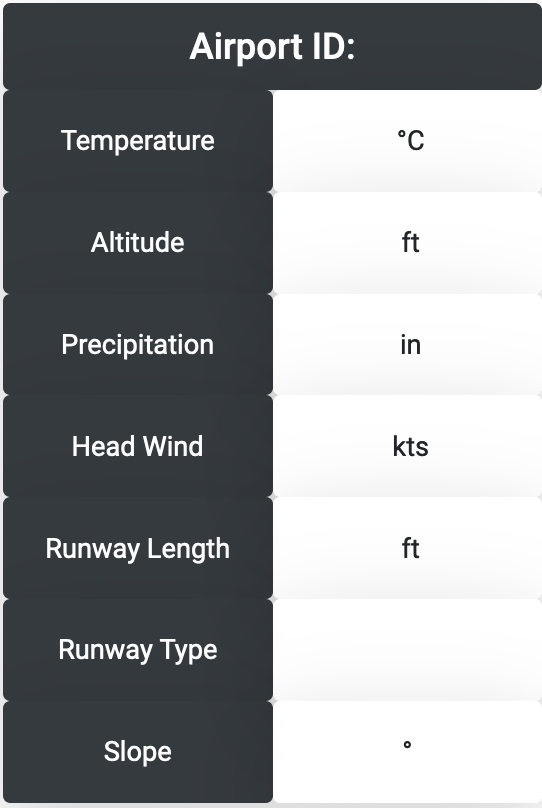 Airport ID:
Temperature °C
Altitude ft
Precipitation in
Head Wind kts
Runway Length ft
Runway Type
Slope °